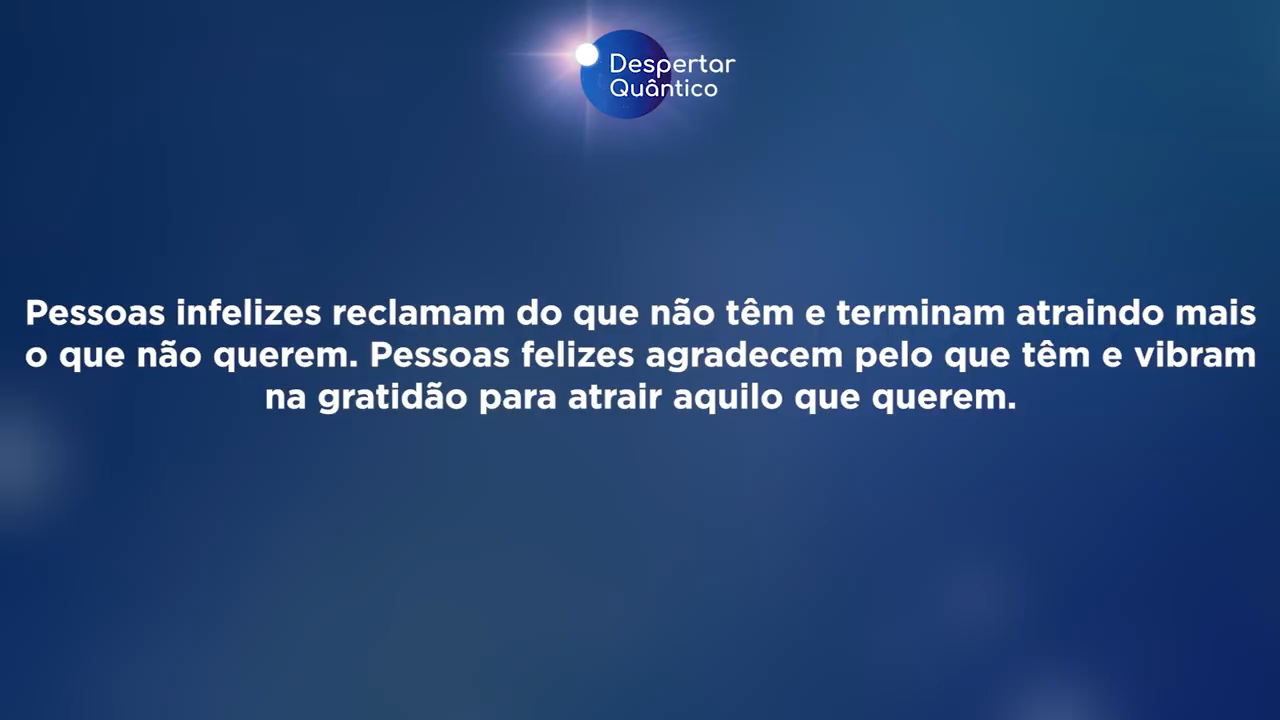 Despertar
Quântico
Pessoas infelizes reclamam do que não têm e terminam atraindo mais
o que não querem. Pessoas felizes agradecem pelo que têm e vibram
na gratidão para atrair aquilo que querem.